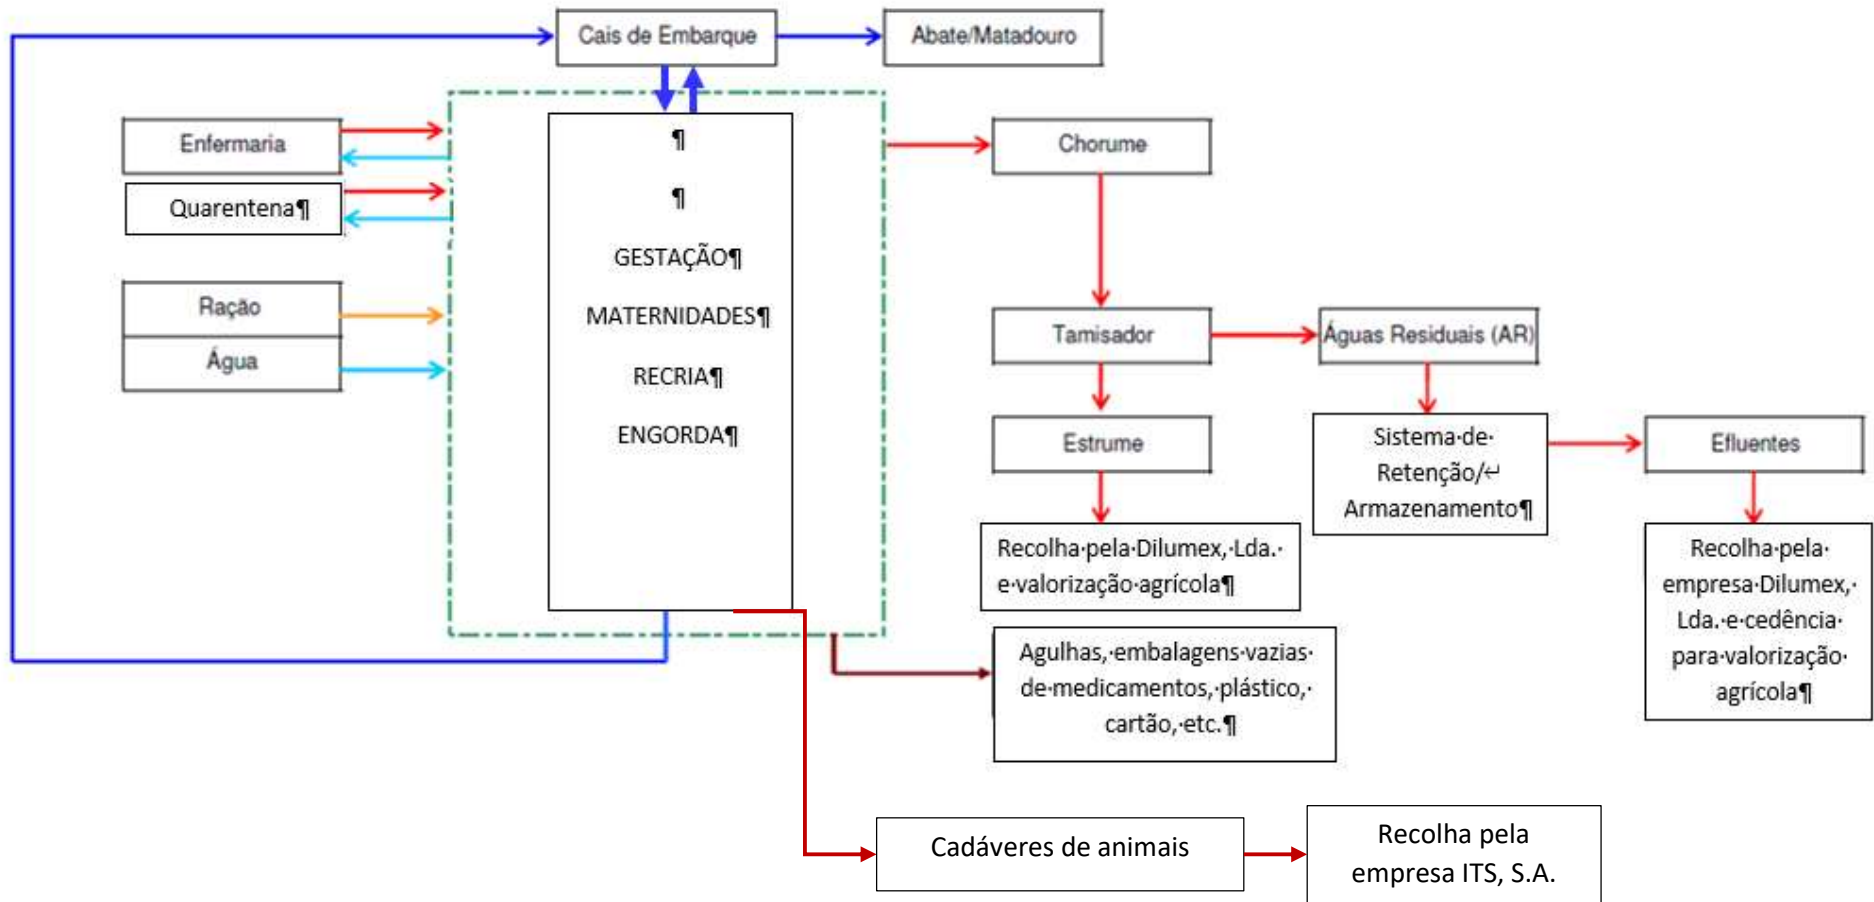 Cais de Embarque
Abate/Matadouro
Enfermaria
Quarentena¶
Ração
Água
¶
¶
GESTAÇÃO¶
MATERNIDADES¶
RECRIA¶
ENGORDA¶
Chorume
Tamisador
Águas Residuais (AR)
Estrume
Sistema·de·
Retenção/↵
Armazenamento¶
Efluentes
Recolha·pela·Dilumex,·Lda.·
e·valorização·agrícola¶
Recolha·pela·
empresa·Dilumex,·
Lda.·e·cedência·
para·valorização·
agrícola¶
Agulhas,·embalagens·vazias·
de·medicamentos,·plástico,·
cartão,·etc.¶
Cadáveres de animais
Recolha pela
empresa ITS, S.A.